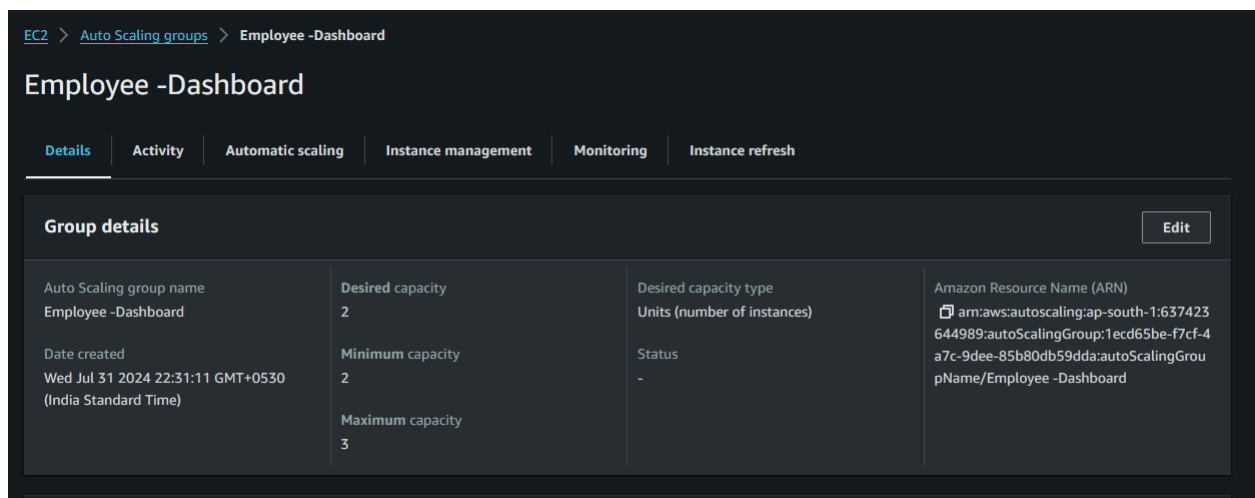 EC2 > Auto Scaling groups > Employee -Dashboard
Employee -Dashboard
Details
Activity
Automatic scaling
Instance management
Monitoring
Instance refresh
Group details
Edit
Auto Scaling group name
Employee -Dashboard
Date created
Wed Jul 31 2024 22:31:11 GMT+0530
(India Standard Time)
Desired capacity
2
Minimum capacity
2
Maximum capacity
3
Desired capacity type
Units (number of instances)
Status
-
Amazon Resource Name (ARN)
arn:aws:autoscaling:ap-south-1:637423
644989:autoScalingGroup:1ecd65be-f7cf-4
a7c-9dee-85b80db59dda:autoScalingGrou
pName/Employee -Dashboard